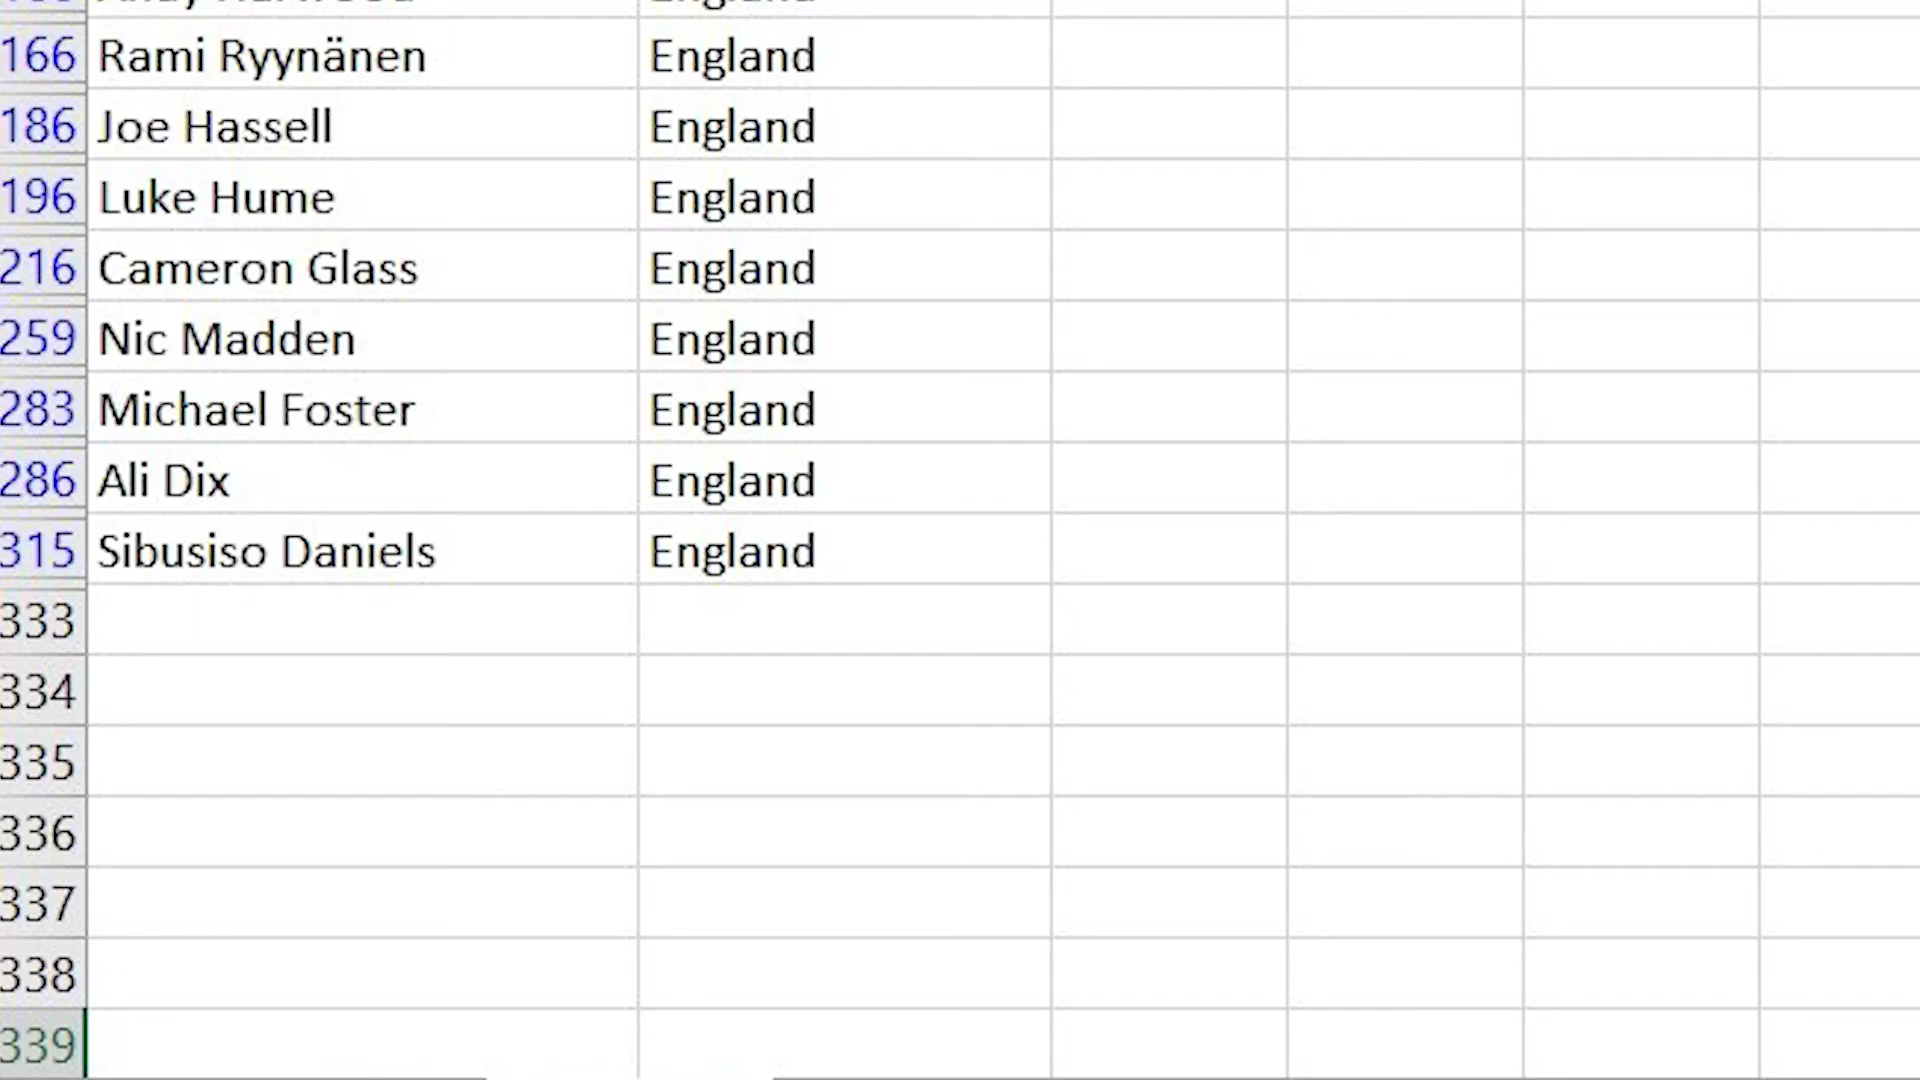 England
166 Rami Ryynänen England
186 Joe Hassell England
196 Luke Hume England
216 Cameron Glass England
259 Nic Madden England
283 Michael Foster England
286 Ali Dix England
315 Sibusiso Daniels England
333
334
335
336
337
338
339